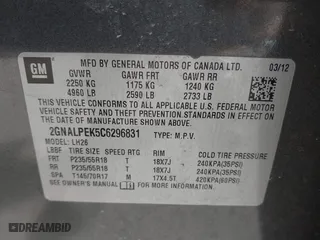 GM
MFD BY GENERAL MOTORS OF CANADA LTD.
03/12
GVWR GAWR FRT GAWR RR
2250 KG 1175 KG 1240 KG
4960 LB 2590 LB 2733 LB
THIS VEHICLE CONFORMS TO ALL APPLICABLE U.S. FEDERAL
MOTOR VEHICLE SAFETY AND THEFT PREVENTION STANDARDS
IN EFFECT ON THE DATE OF MANUFACTURE SHOWN ABOVE.
2GNALPEK5C6296831 TYPE: M.P.V.
MODEL: LH26
LBBF TIRE SIZE SPEED RTG RIM COLD TIRE PRESSURE
FRT P235/55R18 T 18X7J 240KPA(35PSI)
RR P235/55R18 T 18X7J 240KPA(35PSI)
SPA T145/70R17 M 17X4.5T 420KPA(60PSI)
SEE OWNER'S MANUAL FOR ADDITIONAL INFORMATION.